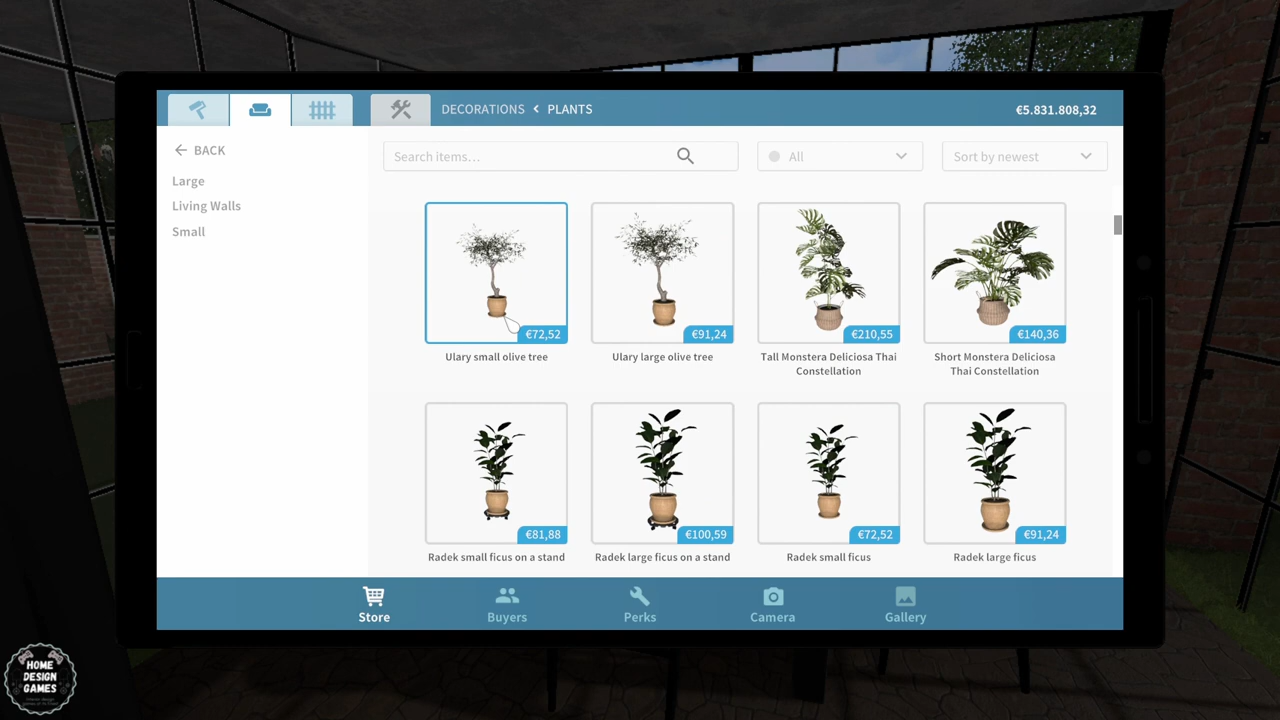 DECORATIONS < PLANTS
€5.831.808,32
BACK
Large
Living Walls
Small
Search items...
All
Sort by newest
€72,52
€91,24
€210,55
€140,36
Ulary small olive tree
Ulary large olive tree
Tall Monstera Deliciosa Thai
Constellation
Short Monstera Deliciosa
Thai Constellation
€81,88
€100,59
€72,52
€91,24
Radek small ficus on a stand
Radek large ficus on a stand
Radek small ficus
Radek large ficus
Store
Buyers
Perks
Camera
Gallery
HOME
DESIGN
GAMES